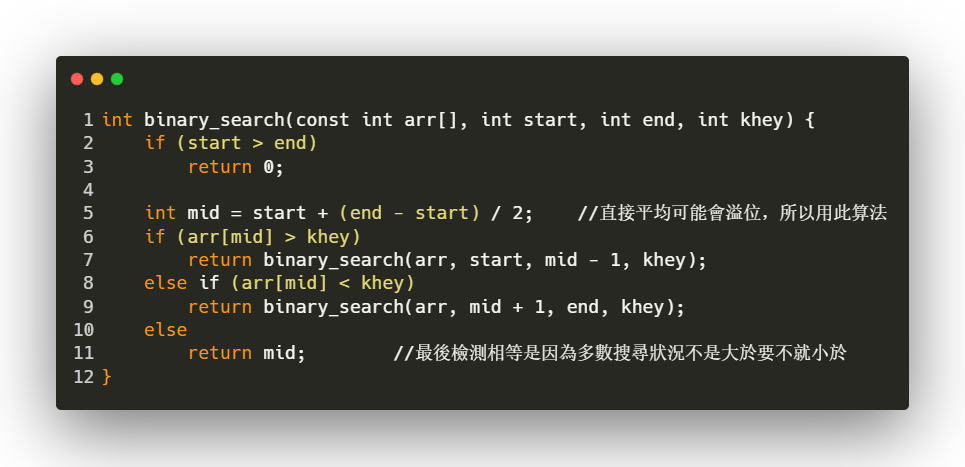 1 int binary_search(const int arr[], int start, int end, int khey) {
2     if (start > end)
3         return 0;
4
5     int mid = start + (end - start) / 2;    //直接平均可能會溢位，所以用此算法
6     if (arr[mid] > khey)
7         return binary_search(arr, start, mid - 1, khey);
8     else if (arr[mid] < khey)
9         return binary_search(arr, mid + 1, end, khey);
10     else
11         return mid;        //最後檢測相等是因為多數搜尋狀況不是大於要不就小於
12 }